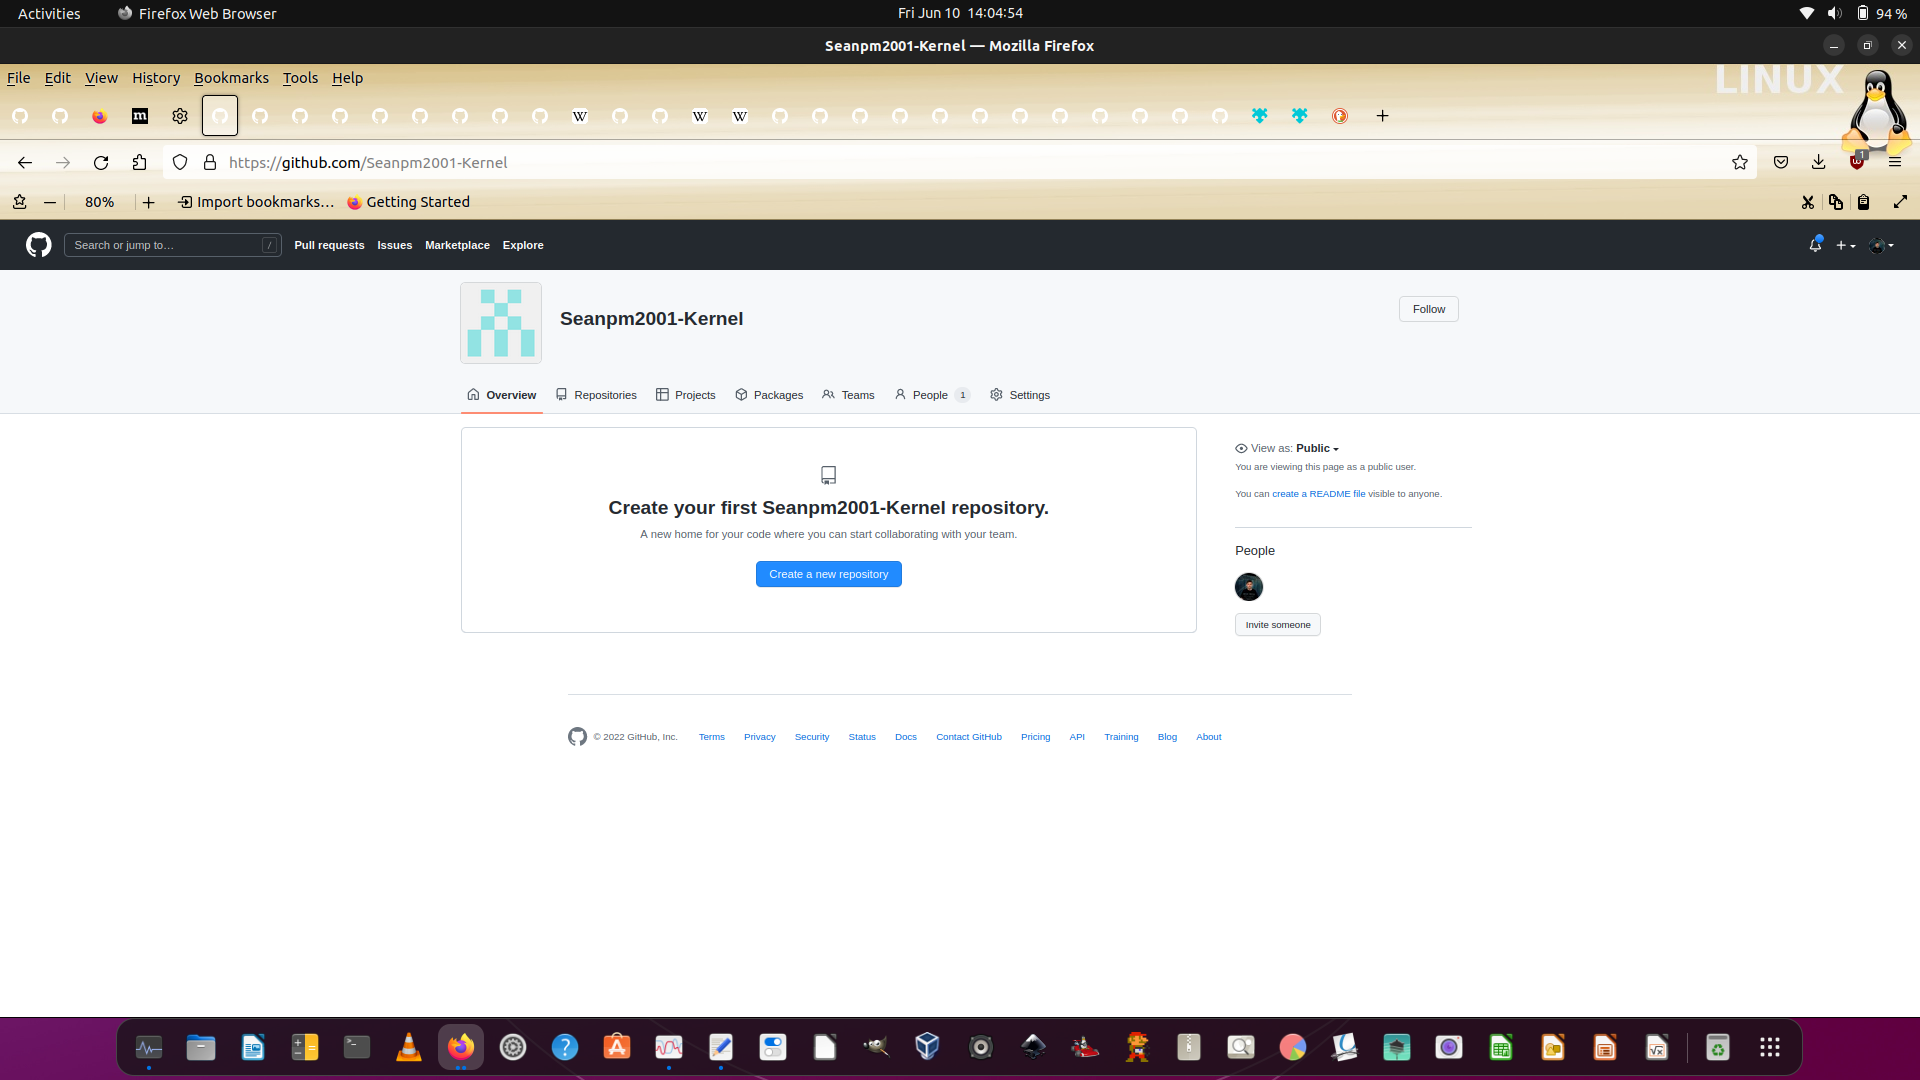 Activities Firefox Web Browser Fri Jun 10 14:04:54 94 %
Seanpm2001-Kernel — Mozilla Firefox
File Edit View History Bookmarks Tools Help
LINUX
m W W W
https://github.com/Seanpm2001-Kernel 1
80% Import bookmarks… Getting Started
Search or jump to… / Pull requests Issues Marketplace Explore
Seanpm2001-Kernel
Follow
Overview Repositories Projects Packages Teams People 1 Settings
View as: Public
You are viewing this page as a public user.
You can create a README file visible to anyone.
Create your first Seanpm2001-Kernel repository.
A new home for your code where you can start collaborating with your team.
Create a new repository
People
Invite someone
© 2022 GitHub, Inc. Terms Privacy Security Status Docs Contact GitHub Pricing API Training Blog About